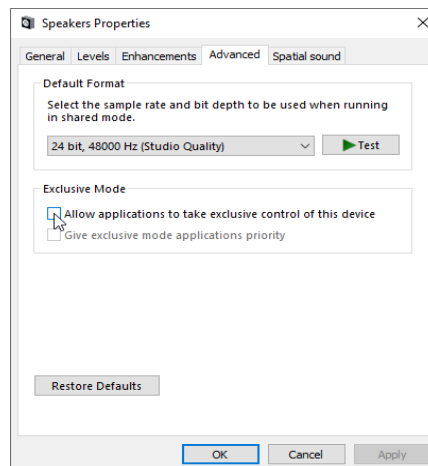 Speakers Properties
General Levels Enhancements Advanced Spatial sound
Default Format
Select the sample rate and bit depth to be used when running
in shared mode.
24 bit, 48000 Hz (Studio Quality) Test
Exclusive Mode
Allow applications to take exclusive control of this device
Give exclusive mode applications priority
Restore Defaults
OK Cancel Apply